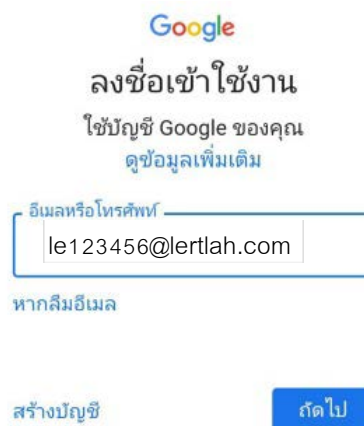 Google
ลงชื่อเข้าใช้งาน
ใช้บัญชี Google ของคุณ
ดูข้อมูลเพิ่มเติม
อีเมลหรือโทรศัพท์
le123456@lertlah.com
หากลืมอีเมล
สร้างบัญชี
ถัดไป